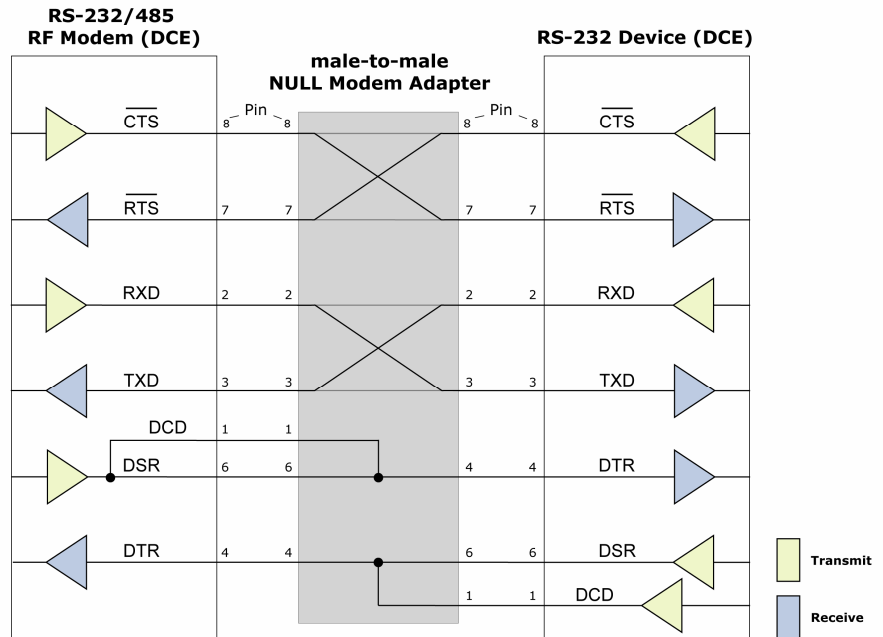 RS-232/485
RF Modem (DCE)
male-to-male
NULL Modem Adapter
RS-232 Device (DCE)
CTS 8 Pin 8 8 Pin 8 CTS
RTS 7 7 7 7 RTS
RXD 2 2 2 2 RXD
TXD 3 3 3 3 TXD
DCD 1 1
DSR 6 6 4 4 DTR
DTR 4 4 6 6 DSR
1 1 DCD
Transmit
Receive